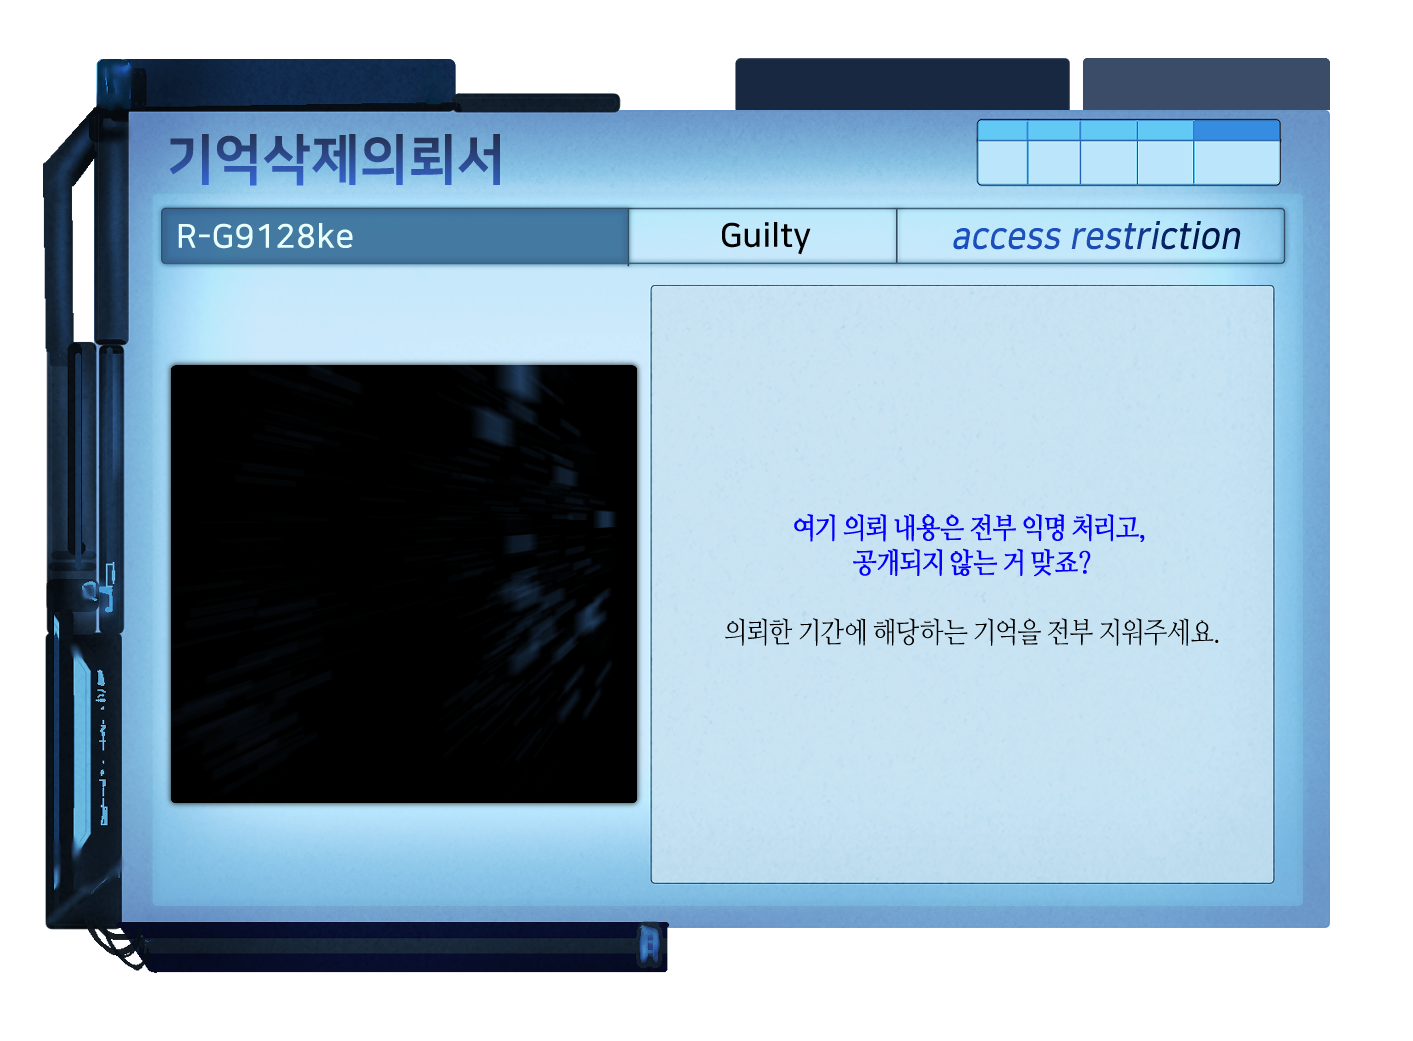 기억삭제의뢰서
R-G9128ke
Guilty
access restriction
여기 의뢰 내용은 전부 익명 처리고,
공개되지 않는 거 맞죠?
의뢰한 기간에 해당하는 기억을 전부 지워주세요.